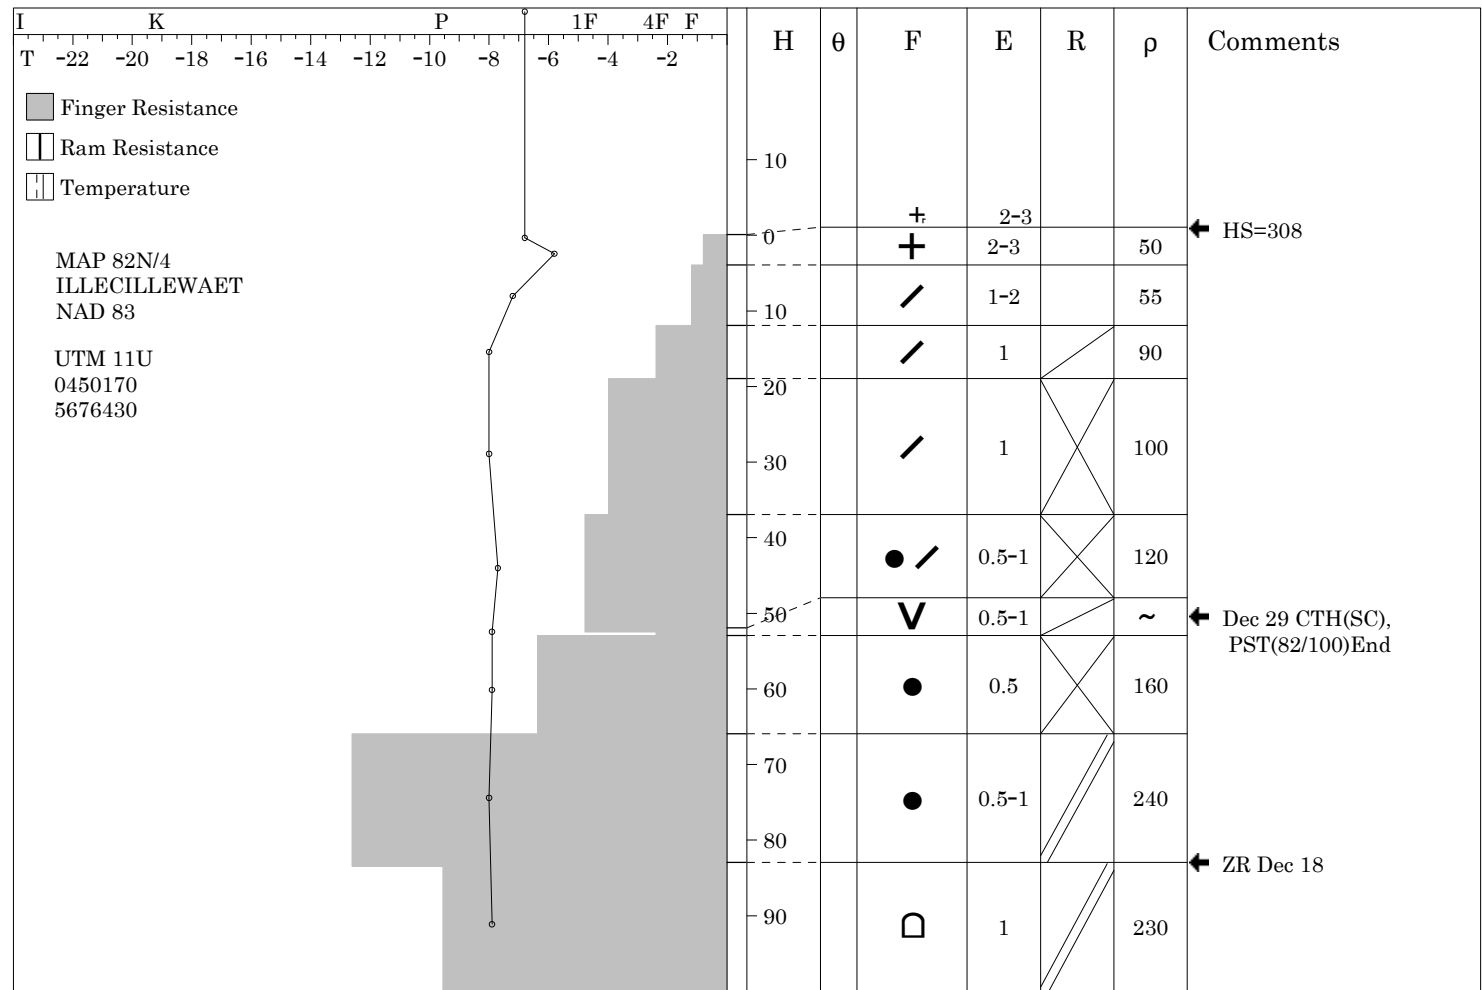 I K P 1F 4F F
T -22 -20 -18 -16 -14 -12 -10 -8 -6 -4 -2
H θ F E R ρ Comments
Finger Resistance
Ram Resistance
Temperature
MAP 82N/4
ILLECILLEWAET
NAD 83
UTM 11U
0450170
5676430
10
r 2-3
0 HS=308
+ 2-3 50
1-2 55
10
1 90
20
1 100
30
40
0.5-1 120
50
V 0.5-1 ~ Dec 29 CTH(SC),
PST(82/100)End
60 0.5 160
70
0.5-1 240
80
ZR Dec 18
90
1 230